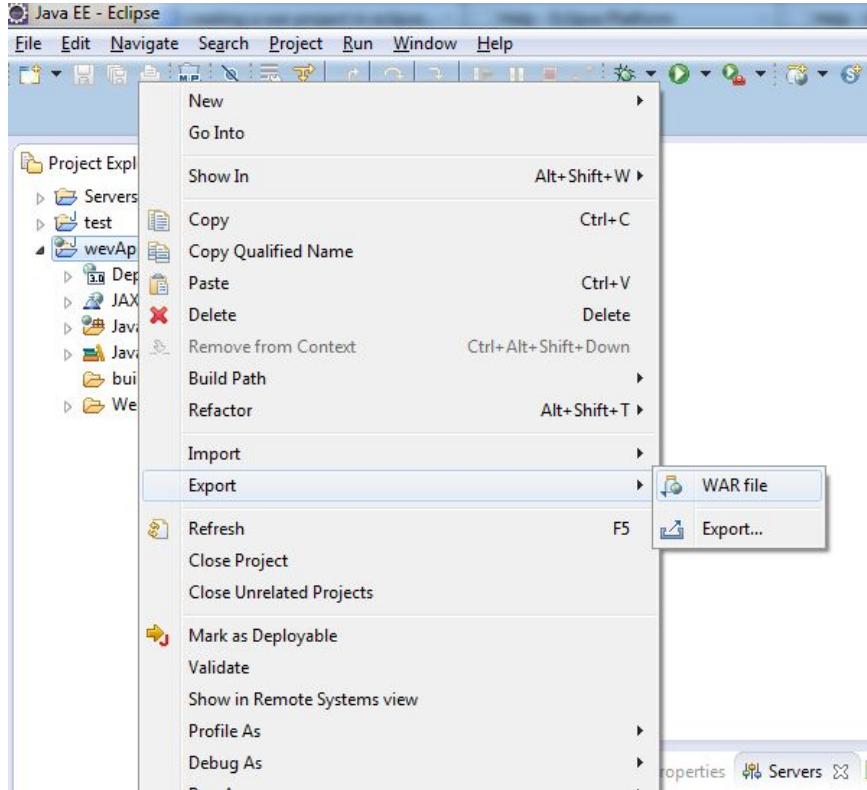 Java EE - Eclipse
File Edit Navigate Search Project Run Window Help
New
Go Into
Project Expl
Show In Alt+Shift+W
Servers
test
Copy Ctrl+C
wevAp
Copy Qualified Name
3.0 Dep
Paste Ctrl+V
JAX
Delete Delete
Java
Remove from Context Ctrl+Alt+Shift+Down
Java
bui
Build Path
We
Refactor Alt+Shift+T
Import
Export
WAR file
Refresh F5
Export...
Close Project
Close Unrelated Projects
Mark as Deployable
Validate
Show in Remote Systems view
Profile As
Debug As
roperties Servers